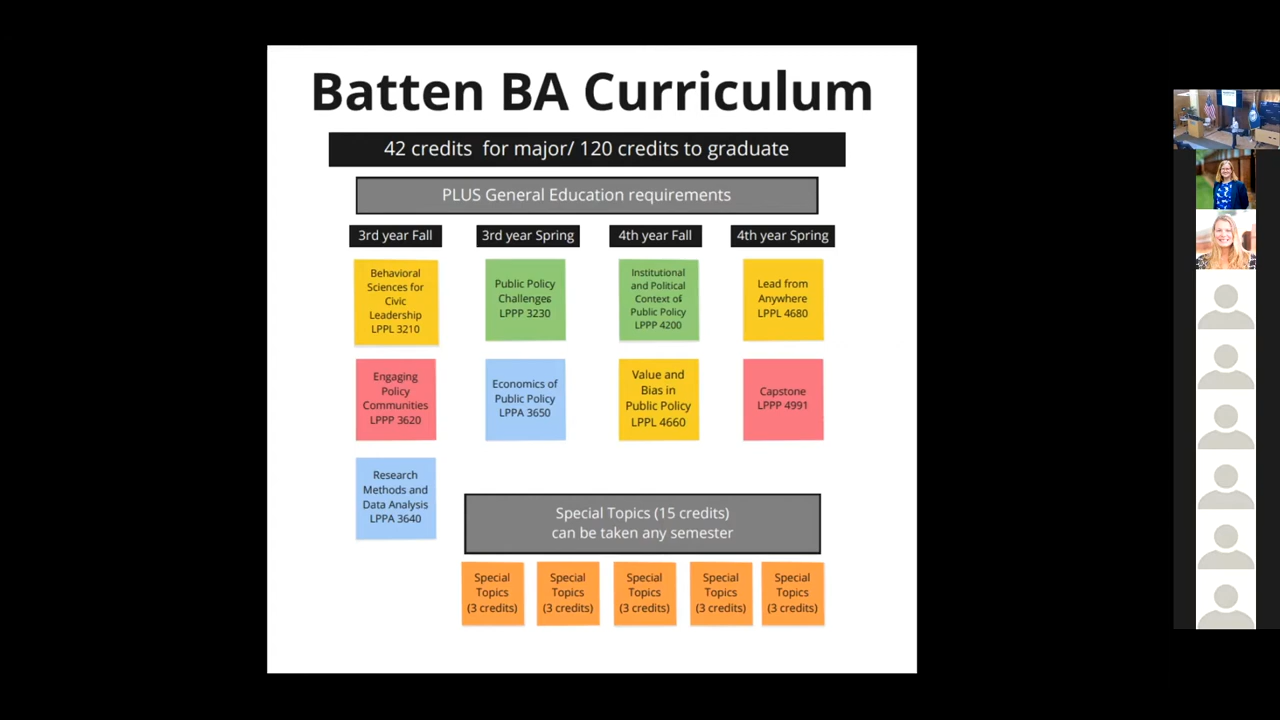 Batten BA Curriculum
42 credits for major/ 120 credits to graduate
PLUS General Education requirements
3rd year Fall
3rd year Spring
4th year Fall
4th year Spring
Behavioral
Sciences for
Civic
Leadership
LPPL 3210
Public Policy
Challenges
LPPP 3230
Institutional
and Political
Context of
Public Policy
LPPP 4200
Lead from
Anywhere
LPPL 4680
Engaging
Policy
Communities
LPPP 3620
Economics of
Public Policy
LPPA 3650
Value and
Bias in
Public Policy
LPPL 4660
Capstone
LPPP 4991
Research
Methods and
Data Analysis
LPPA 3640
Special Topics (15 credits)
can be taken any semester
Special
Topics
(3 credits)
Special
Topics
(3 credits)
Special
Topics
(3 credits)
Special
Topics
(3 credits)
Special
Topics
(3 credits)